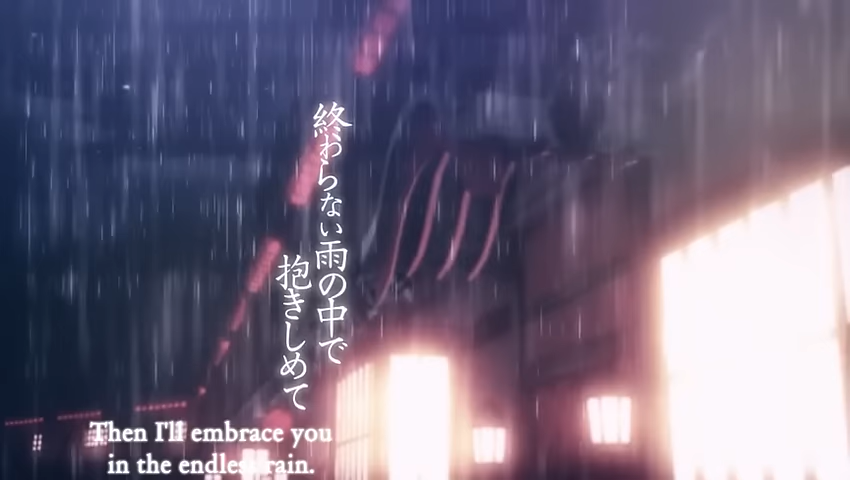 終わらない雨の中で
抱きしめて
Then I'll embrace you
in the endless rain.